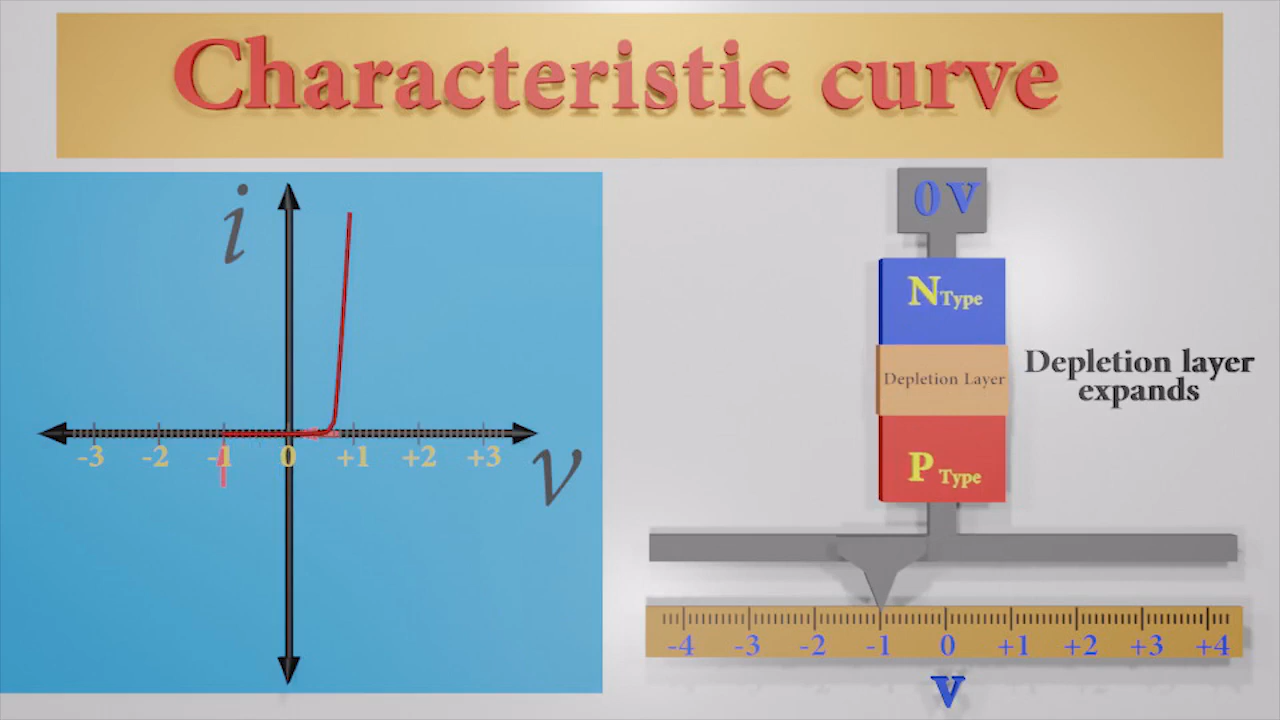 Characteristic curve
i
-3 -2 -1 0 +1 +2 +3
v
0 V
N Type
Depletion Layer
P Type
Depletion layer
expands
-4 -3 -2 -1 0 +1 +2 +3 +4
V